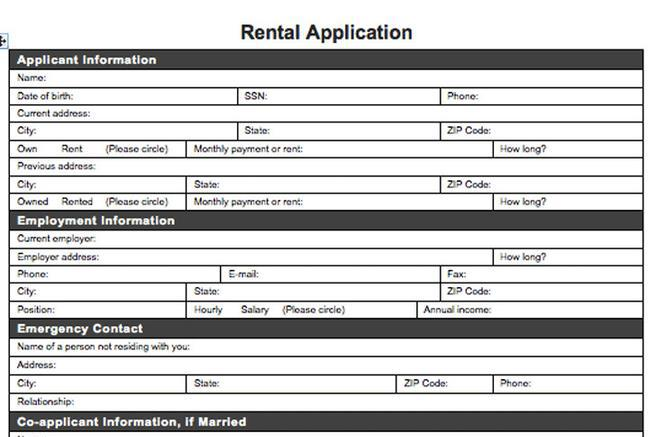 Rental Application
Applicant Information
Name:
Date of birth: SSN: Phone:
Current address:
City: State: ZIP Code:
Own Rent (Please circle) Monthly payment or rent: How long?
Previous address:
City: State: ZIP Code:
Owned Rented (Please circle) Monthly payment or rent: How long?
Employment Information
Current employer:
Employer address: How long?
Phone: E-mail: Fax:
City: State: ZIP Code:
Position: Hourly Salary (Please circle) Annual income:
Emergency Contact
Name of a person not residing with you:
Address:
City: State: ZIP Code: Phone:
Relationship:
Co-applicant Information, if Married